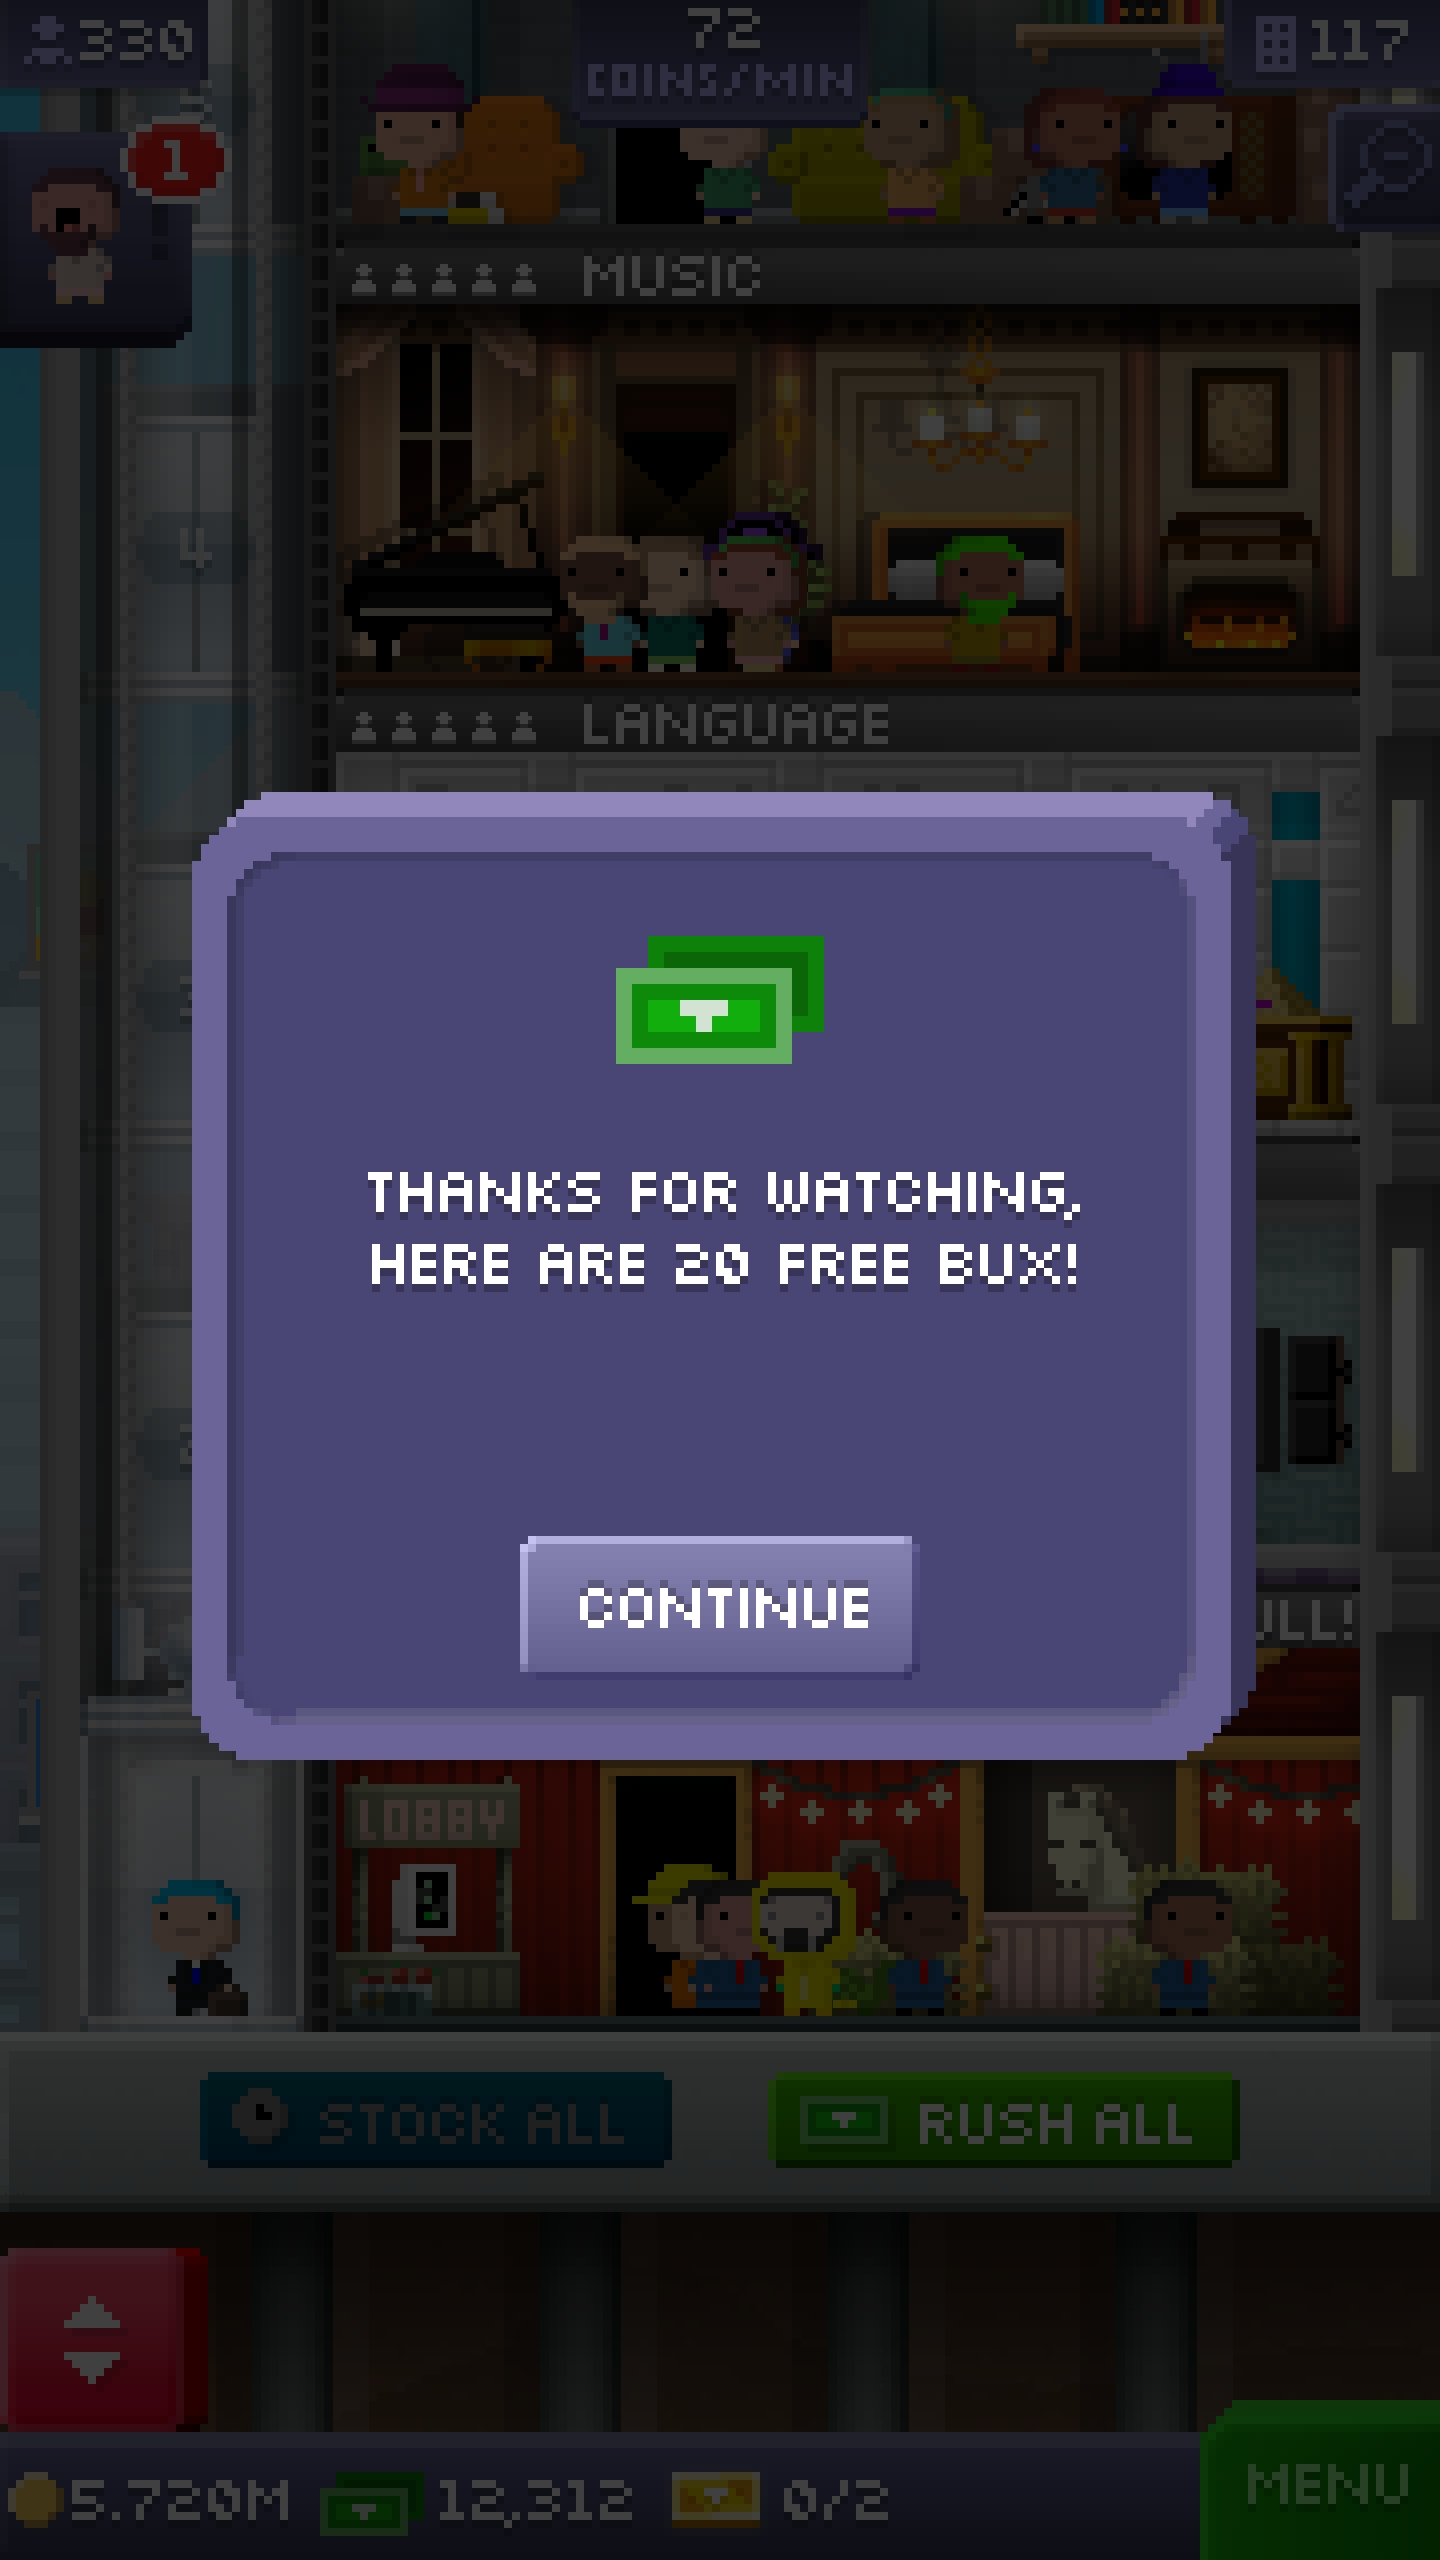 330
72
COINS/MIN
117
1
MUSIC
4
LANGUAGE
THANKS FOR WATCHING,
HERE ARE 20 FREE BUX!
CONTINUE
LOBBY
STOCK ALL
RUSH ALL
5.720M
12,312
0/2
MENU